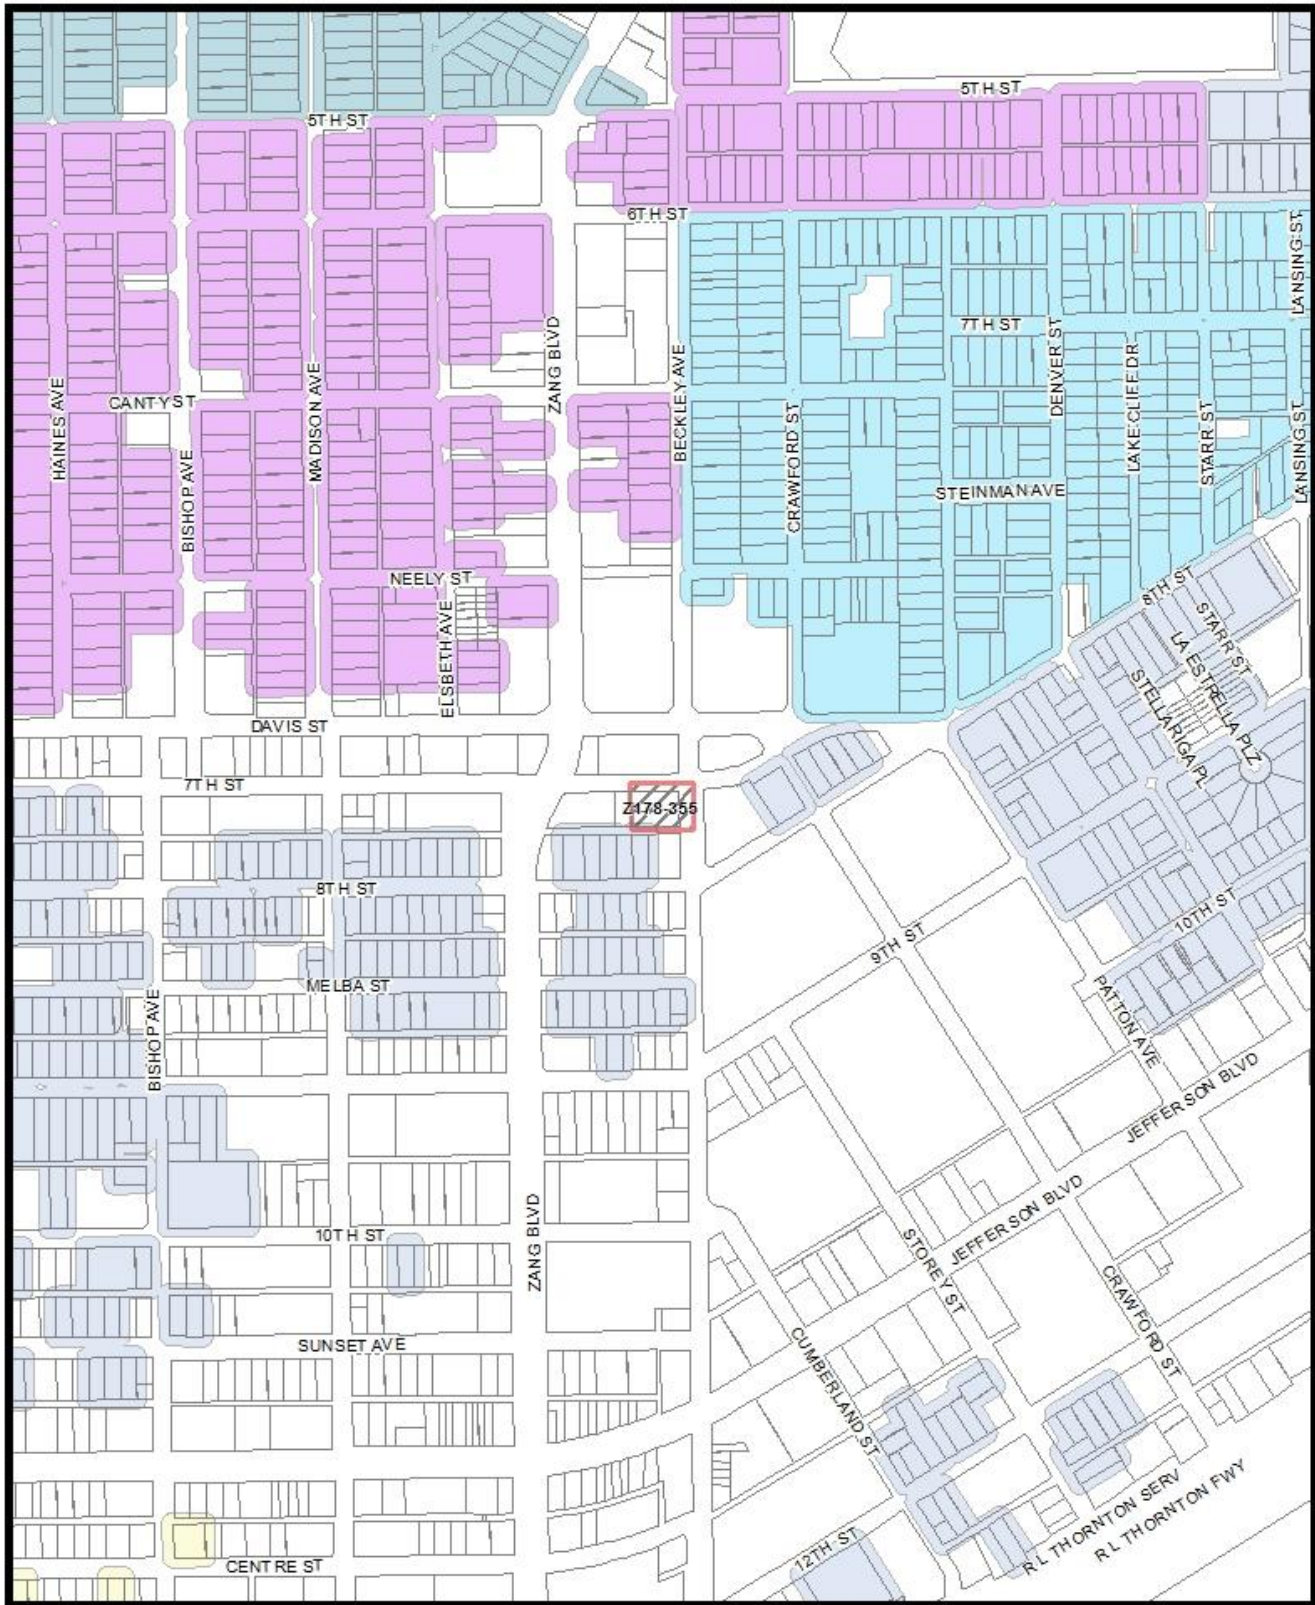 5TH ST
5TH ST
6TH ST
7TH ST
LANSING ST
ZANG BLVD
BECKLEY AVE
DENVER ST
LAKE CLIFF DR
HAINES AVE
MADISON AVE
CANTY ST
CRAWFORD ST
STARR ST
LANSING ST
BISHOP AVE
STEINMAN AVE
NEELY ST
8TH ST
ELSBETH AVE
STARR ST
LA ESTRELLA PLZ
STELLARIGA PL
DAVIS ST
7TH ST
Z178-355
8TH ST
10TH ST
9TH ST
MELBA ST
BISHOP AVE
PATTON AVE
JEFFERSON BLVD
ZANG BLVD
JEFFERSON BLVD
10TH ST
STOREY ST
CRAWFORD ST
SUNSET AVE
CUMBERLAND ST
R L THORNTON SERV
R L THORNTON FWY
12TH ST
CENTRE ST